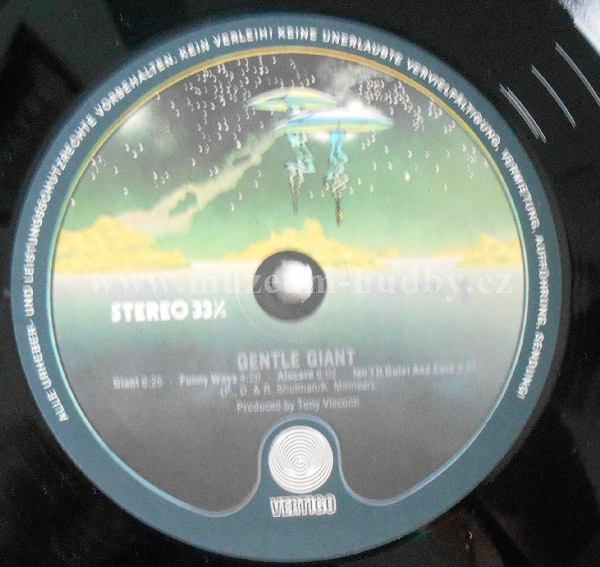 ALLE URHEBER- UND LEISTUNGSSCHUTZRECHTE VORBEHALTEN. KEIN VERLEIH! KEINE UNERLAUBTE VERVIELFÄLTIGUNG, VERMIETUNG, AUFFÜHRUNG, SENDUNG!
www.muzeum-hudby.cz
STEREO 33⅓
GENTLE GIANT
Giant 6:25 · Funny Ways 4:20 · Alucard 6:02 · Isn't It Quiet And Cold 3:51
(P., D. & R. Shulman/K. Minnear)
Produced by Tony Visconti
VERTIGO